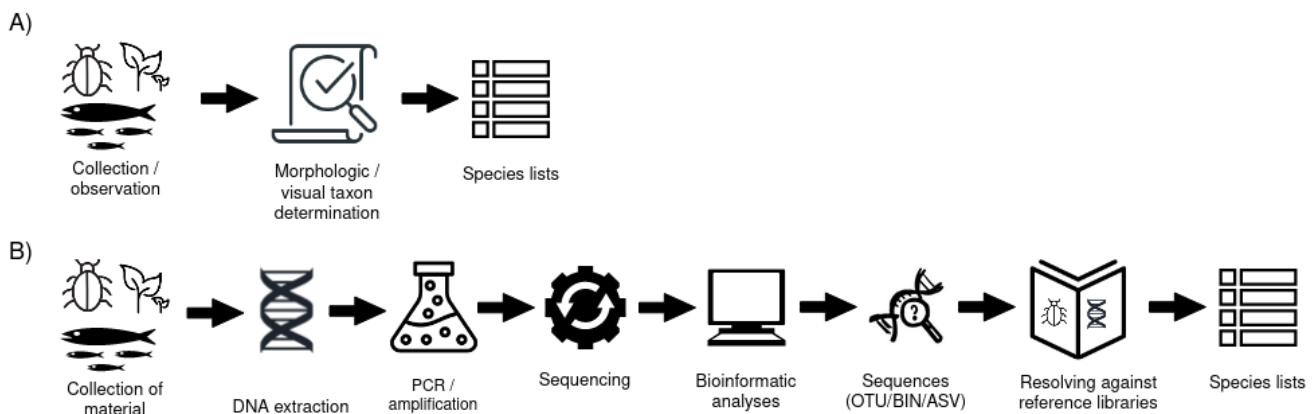 A)
Collection /
observation
Morphologic /
visual taxon
determination
Species lists
B)
Collection of
material
DNA extraction
PCR /
amplification
Sequencing
Bioinformatic
analyses
?
Sequences
(OTU/BIN/ASV)
Resolving against
reference libraries
Species lists